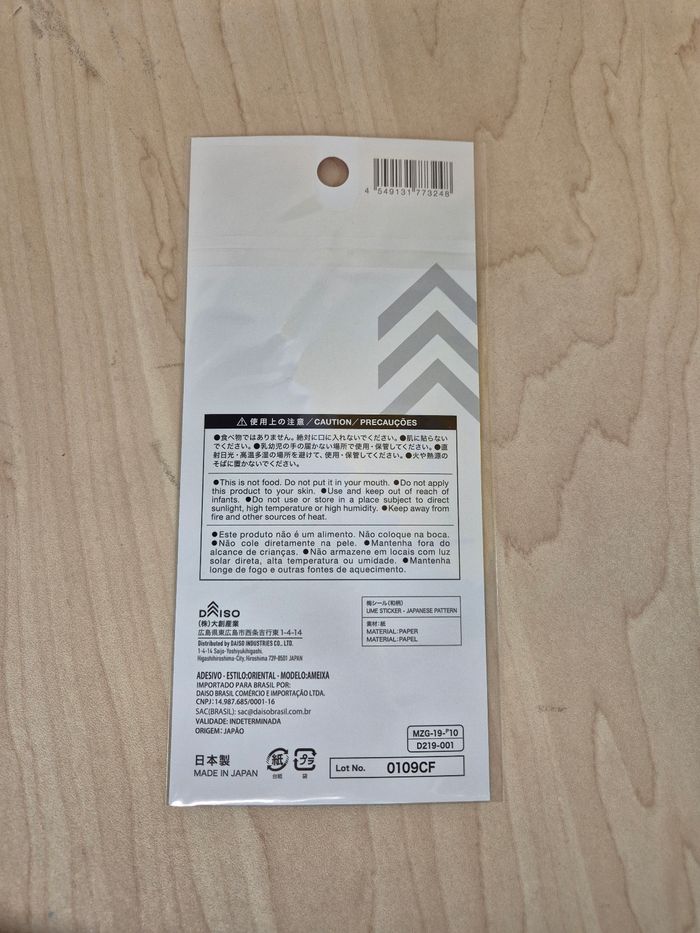 4 549131 773248
⚠ 使用上の注意/CAUTION/PRECAUÇÕES
●食べ物ではありません。絶対に口に入れないでください。●肌に貼らない
でください。●乳幼児の手の届かない場所で使用・保管してください。●直
射日光・高温多湿の場所を避けて、使用・保管してください。●火や熱源の
そばに置かないでください。
●This is not food. Do not put it in your mouth. ●Do not apply
this product to your skin. ●Use and keep out of reach of
infants. ●Do not use or store in a place subject to direct
sunlight, high temperature or high humidity. ●Keep away from
fire and other sources of heat.
●Este produto não é um alimento. Não coloque na boca.
●Não cole diretamente na pele. ●Mantenha fora do
alcance de crianças. ●Não armazene em locais com luz
solar direta, alta temperatura ou umidade. ●Mantenha
longe de fogo e outras fontes de aquecimento.
DAISO
(株)大創産業
広島県東広島市西条吉行東1-4-14
Distributed by DAISO INDUSTRIES CO., LTD.
1-4-14 Saijo-Yoshiyukihigashi,
Higashihiroshima-City, Hiroshima 739-8501 JAPAN
梅シール(和柄)
UME STICKER - JAPANESE PATTERN
素材:紙
MATERIAL:PAPER
MATERIAL:PAPEL
ADESIVO - ESTILO:ORIENTAL - MODELO:AMEIXA
IMPORTADO PARA BRASIL POR:
DAISO BRASIL COMÉRCIO E IMPORTAÇÃO LTDA.
CNPJ: 14.987.685/0001-16
SAC(BRASIL): sac@daisobrasil.com.br
VALIDADE: INDETERMINADA
ORIGEM: JAPÃO
MZG-19-P10
D219-001
日本製
MADE IN JAPAN
紙
台紙
プラ
袋
Lot No. 0109CF